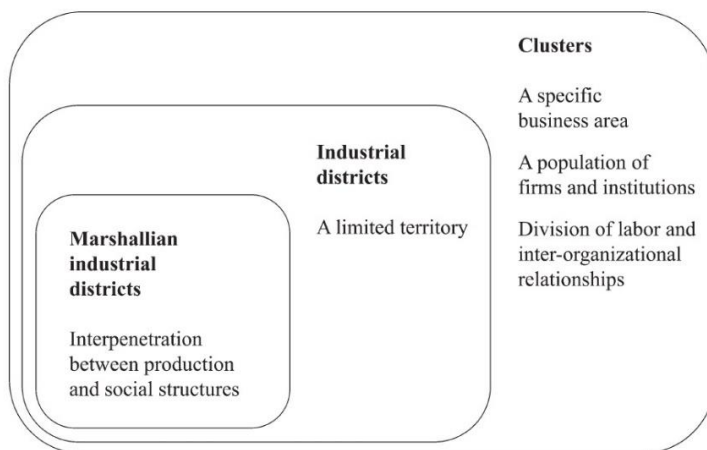 Clusters
A specific
business area
A population of
firms and institutions
Division of labor and
inter-organizational
relationships
Industrial
districts
A limited territory
Marshallian
industrial
districts
Interpenetration
between production
and social structures